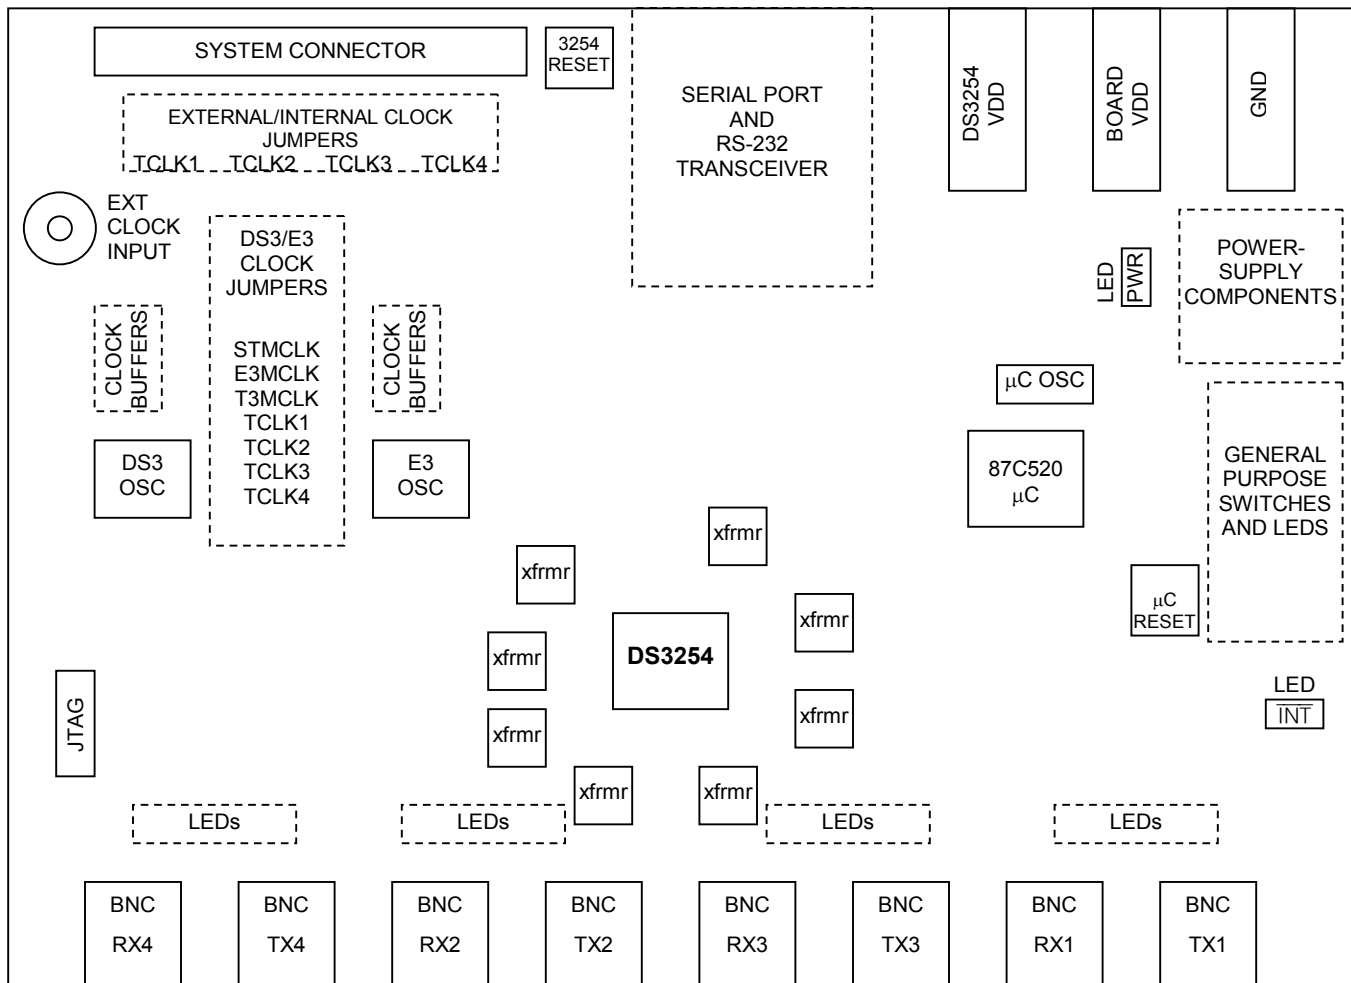 SYSTEM CONNECTOR
3254
RESET
EXTERNAL/INTERNAL CLOCK
JUMPERS
TCLK1 TCLK2 TCLK3 TCLK4
SERIAL PORT
AND
RS-232
TRANSCEIVER
DS3254
VDD
BOARD
VDD
GND
EXT
CLOCK
INPUT
DS3/E3
CLOCK
JUMPERS
STMCLK
E3MCLK
T3MCLK
TCLK1
TCLK2
TCLK3
TCLK4
CLOCK
BUFFERS
CLOCK
BUFFERS
DS3
OSC
E3
OSC
LED
PWR
POWER-
SUPPLY
COMPONENTS
µC OSC
87C520
µC
GENERAL
PURPOSE
SWITCHES
AND LEDS
µC
RESET
LED
INT
xfrmr
xfrmr
xfrmr
xfrmr
DS3254
xfrmr
xfrmr
xfrmr
xfrmr
JTAG
LEDs
LEDs
LEDs
LEDs
BNC
RX4
BNC
TX4
BNC
RX2
BNC
TX2
BNC
RX3
BNC
TX3
BNC
RX1
BNC
TX1